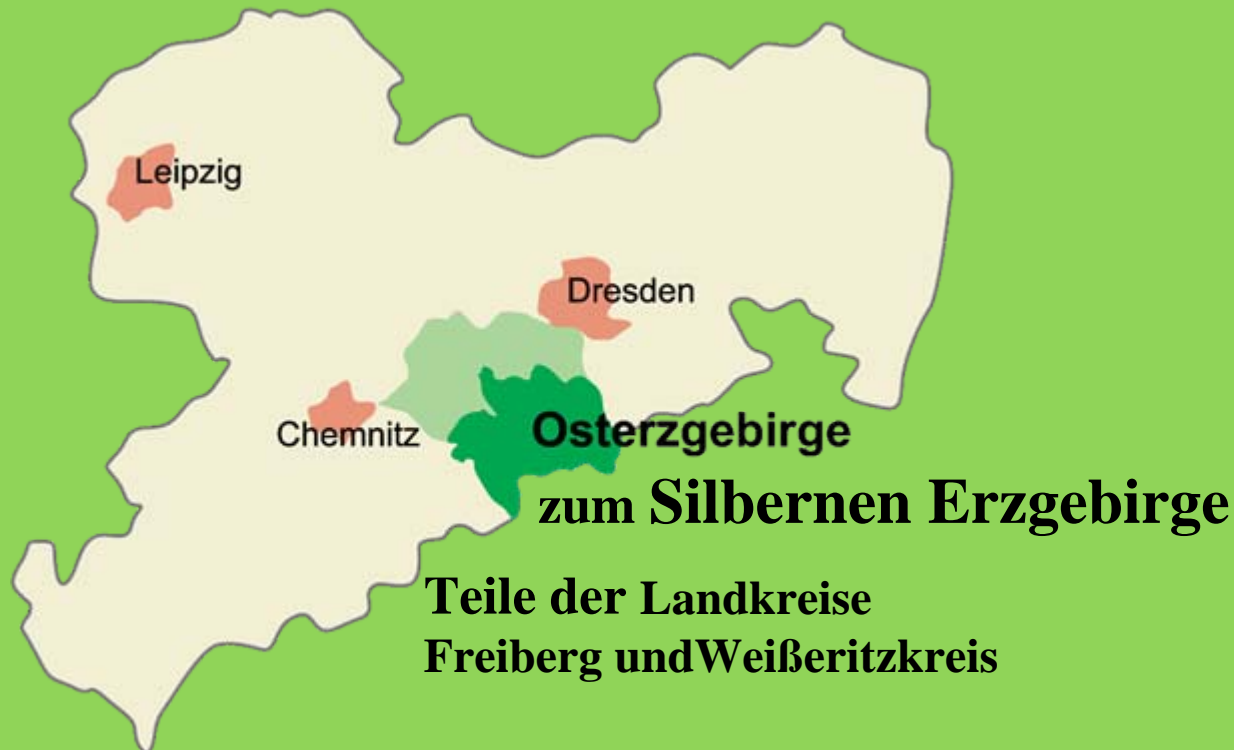 Leipzig
Dresden
Chemnitz
Osterzgebirge
zum Silbernen Erzgebirge
Teile der Landkreise
Freiberg undWeißeritzkreis